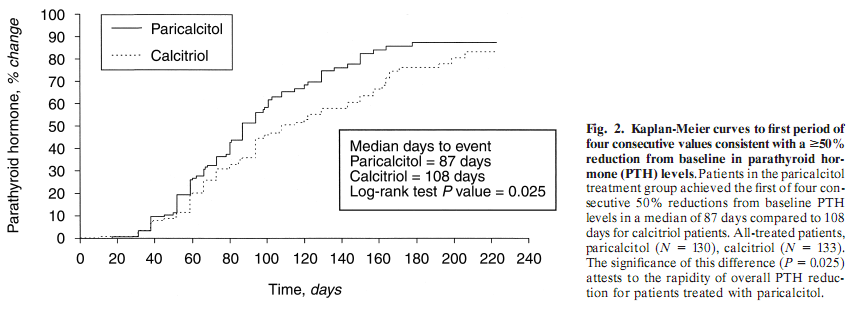 100
90
80
70
60
50
40
30
20
10
0
Parathyroid hormone, % change
Paricalcitol
Calcitriol
Median days to event
Paricalcitol = 87 days
Calcitriol = 108 days
Log-rank test P value = 0.025
0 20 40 60 80 100 120 140 160 180 200 220 240
Time, days
Fig. 2. Kaplan-Meier curves to first period of
four consecutive values consistent with a ≥50%
reduction from baseline in parathyroid hor-
mone (PTH) levels. Patients in the paricalcitol
treatment group achieved the first of four con-
secutive 50% reductions from baseline PTH
levels in a median of 87 days compared to 108
days for calcitriol patients. All-treated patients,
paricalcitol (N = 130), calcitriol (N = 133).
The significance of this difference (P = 0.025)
attests to the rapidity of overall PTH reduc-
tion for patients treated with paricalcitol.